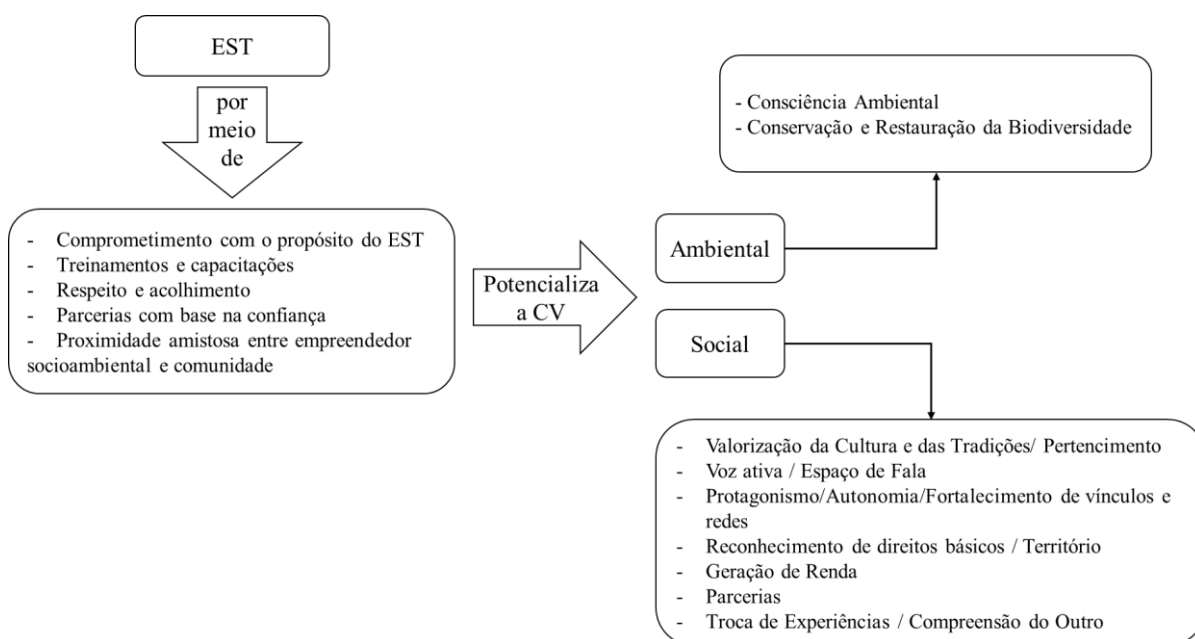 EST
por
meio
de
- Comprometimento com o propósito do EST
- Treinamentos e capacitações
- Respeito e acolhimento
- Parcerias com base na confiança
- Proximidade amistosa entre empreendedor
socioambiental e comunidade
Potencializa
a CV
Ambiental
- Consciência Ambiental
- Conservação e Restauração da Biodiversidade
Social
- Valorização da Cultura e das Tradições/ Pertencimento
- Voz ativa / Espaço de Fala
- Protagonismo/Autonomia/Fortalecimento de vínculos e
redes
- Reconhecimento de direitos básicos / Território
- Geração de Renda
- Parcerias
- Troca de Experiências / Compreensão do Outro